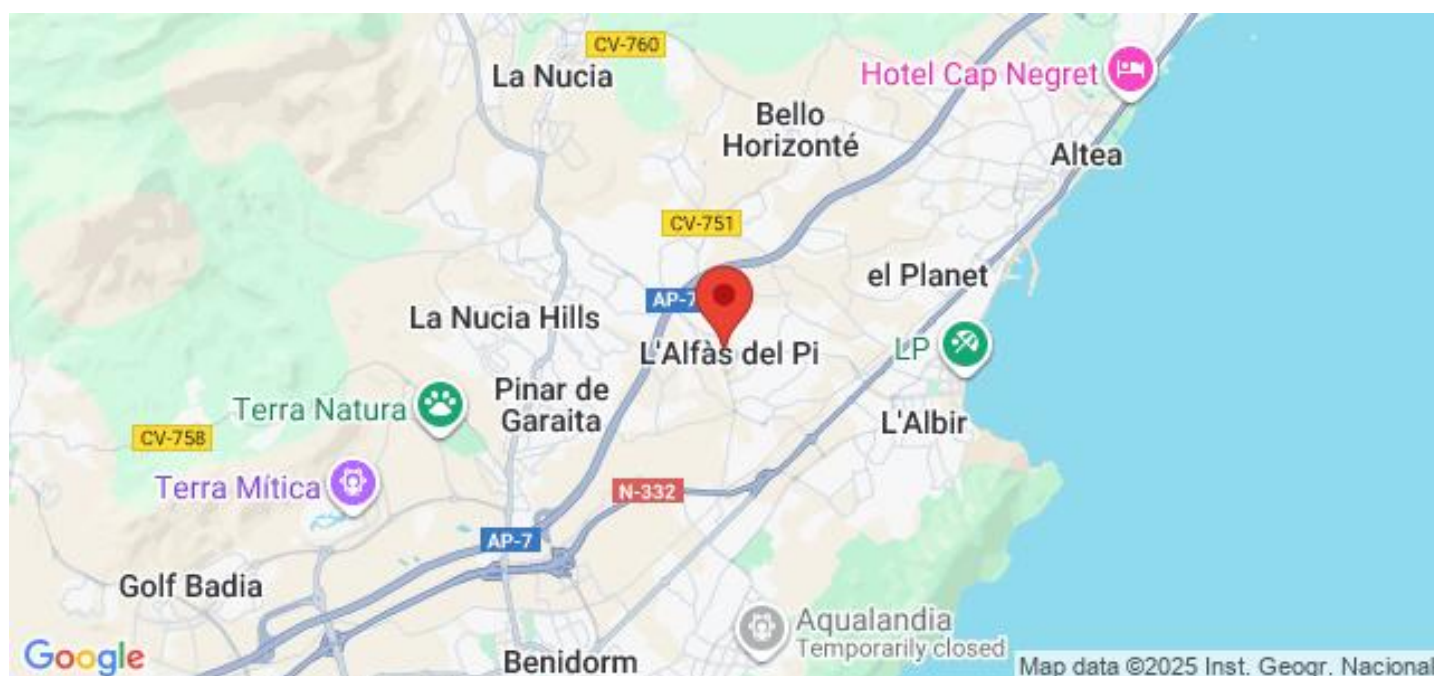 CV-760
La Nucia
Hotel Cap Negret
Bello
Horizonté
Altea
CV-751
el Planet
AP-7
La Nucia Hills
L'Alfàs del Pi
LP
Pinar de
Garaita
Terra Natura
L'Albir
CV-758
Terra Mítica
N-332
AP-7
Golf Badia
Aqualandia
Temporarily closed
Benidorm
Google
Map data ©2025 Inst. Geogr. Nacional